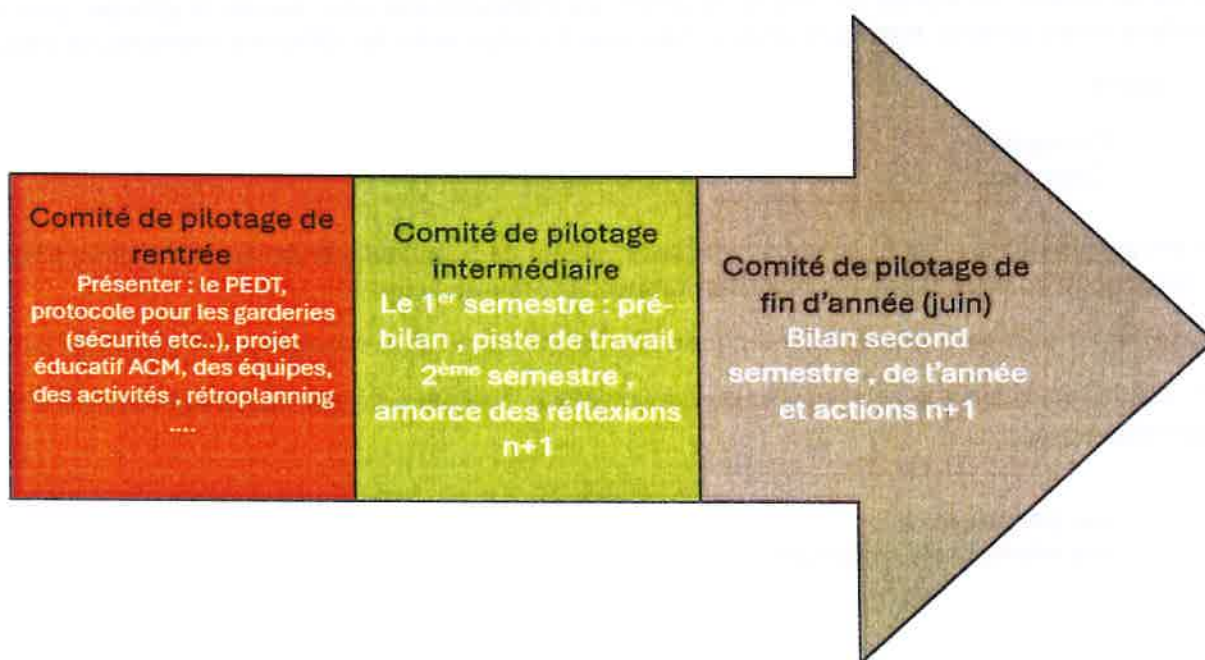 Comité de pilotage de
rentrée
Présenter : le PEDT,
protocole pour les garderies
(sécurité etc..), projet
éducatif ACM, des équipes,
des activités , rétroplanning
....
Comité de pilotage
intermédiaire
Le 1er semestre : pré-
bilan , piste de travail
2ème semestre ,
amorce des réflexions
n+1
Comité de pilotage de
fin d'année (juin)
Bilan second
semestre , de l'année
et actions n+1